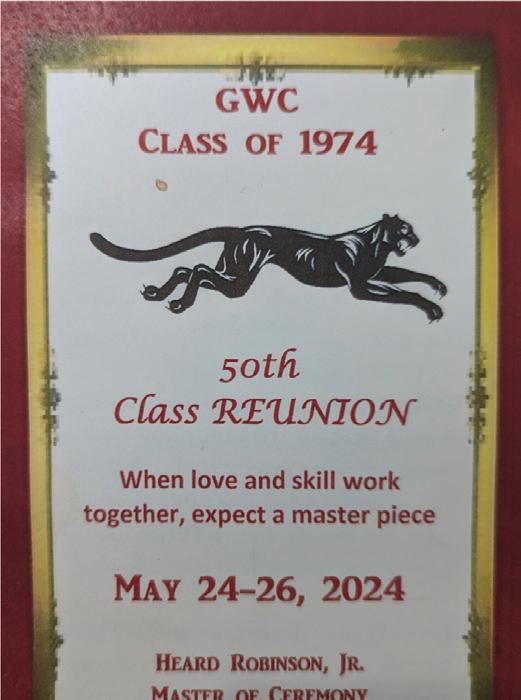 GWC
CLASS OF 1974
50th
Class REUNION
When love and skill work
together, expect a master piece
MAY 24–26, 2024
HEARD ROBINSON, JR.
MASTER OF CEREMONY